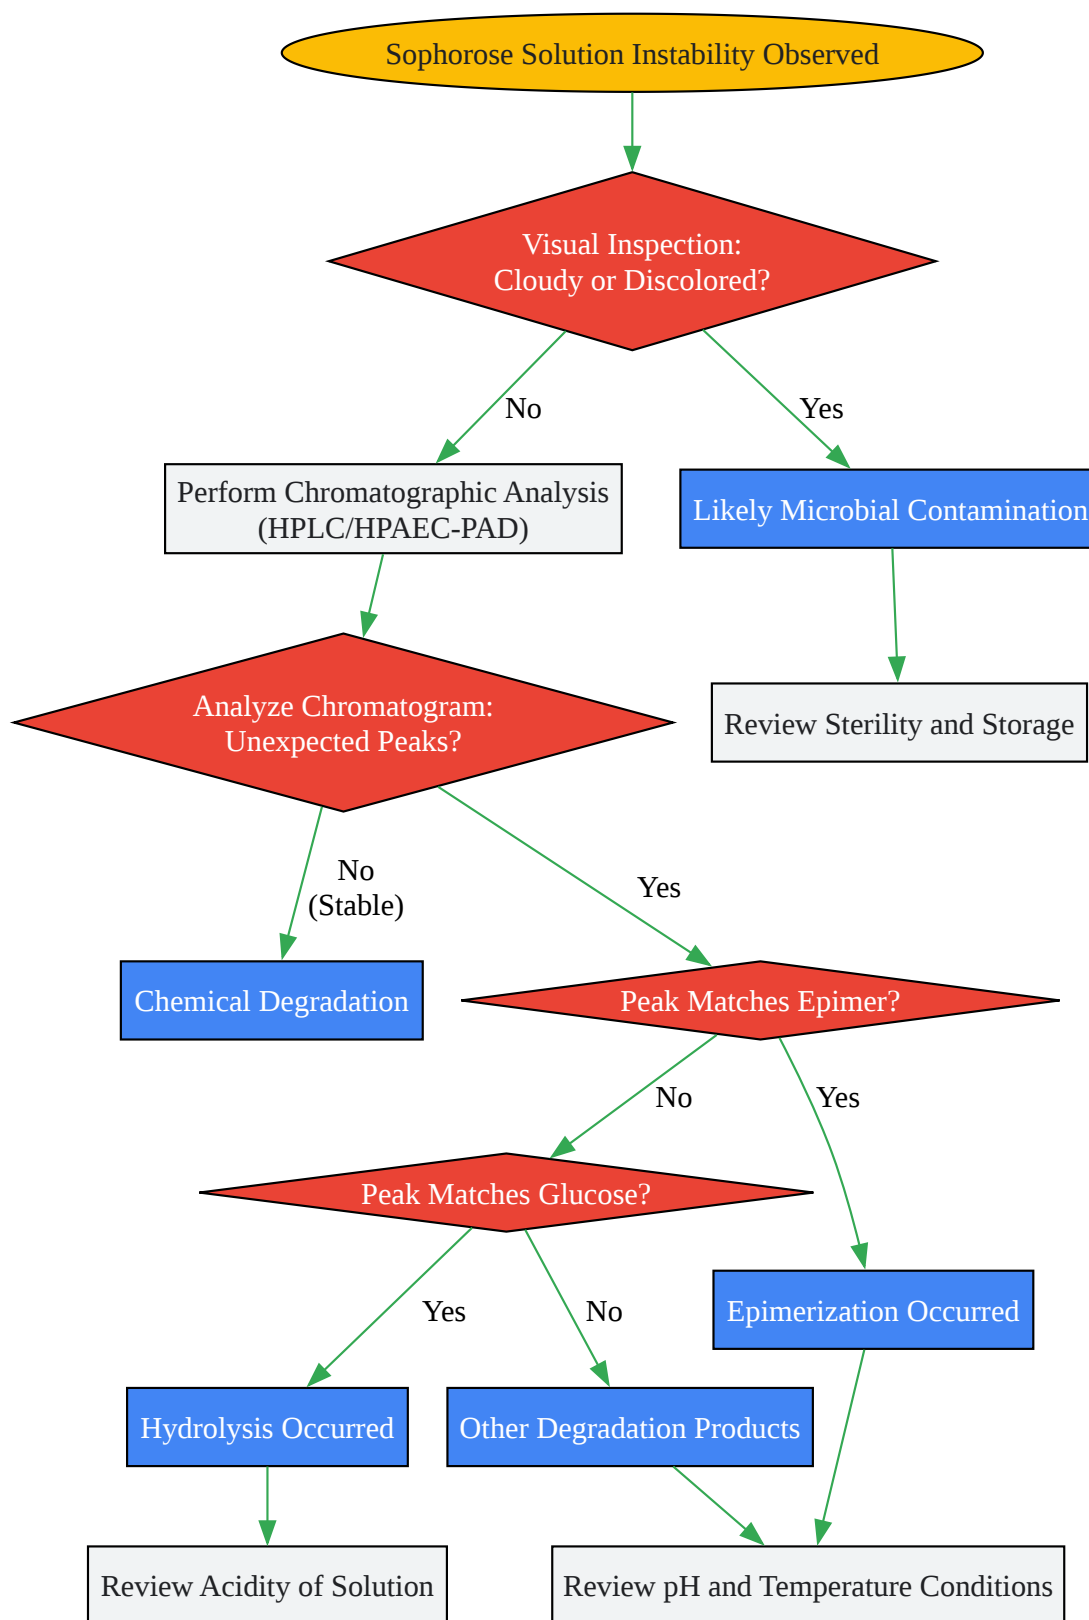 Sophorose Solution Instability Observed
Visual Inspection:
Cloudy or Discolored?
No
Yes
Perform Chromatographic Analysis
(HPLC/HPAEC-PAD)
Likely Microbial Contamination
Analyze Chromatogram:
Unexpected Peaks?
Review Sterility and Storage
No
(Stable)
Yes
Chemical Degradation
Peak Matches Epimer?
No
Yes
Peak Matches Glucose?
Yes
No
Epimerization Occurred
Hydrolysis Occurred
Other Degradation Products
Review Acidity of Solution
Review pH and Temperature Conditions